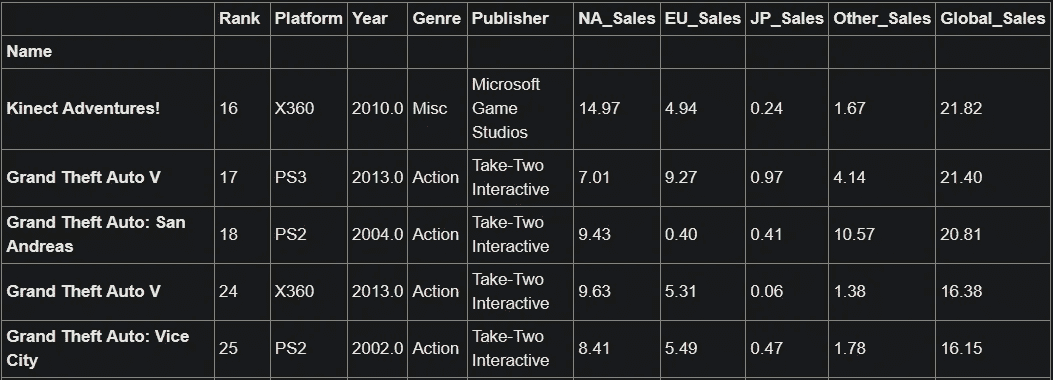 Rank Platform Year Genre Publisher NA_Sales EU_Sales JP_Sales Other_Sales Global_Sales
Name
Kinect Adventures! 16 X360 2010.0 Misc Microsoft Game Studios 14.97 4.94 0.24 1.67 21.82
Grand Theft Auto V 17 PS3 2013.0 Action Take-Two Interactive 7.01 9.27 0.97 4.14 21.40
Grand Theft Auto: San Andreas 18 PS2 2004.0 Action Take-Two Interactive 9.43 0.40 0.41 10.57 20.81
Grand Theft Auto V 24 X360 2013.0 Action Take-Two Interactive 9.63 5.31 0.06 1.38 16.38
Grand Theft Auto: Vice City 25 PS2 2002.0 Action Take-Two Interactive 8.41 5.49 0.47 1.78 16.15